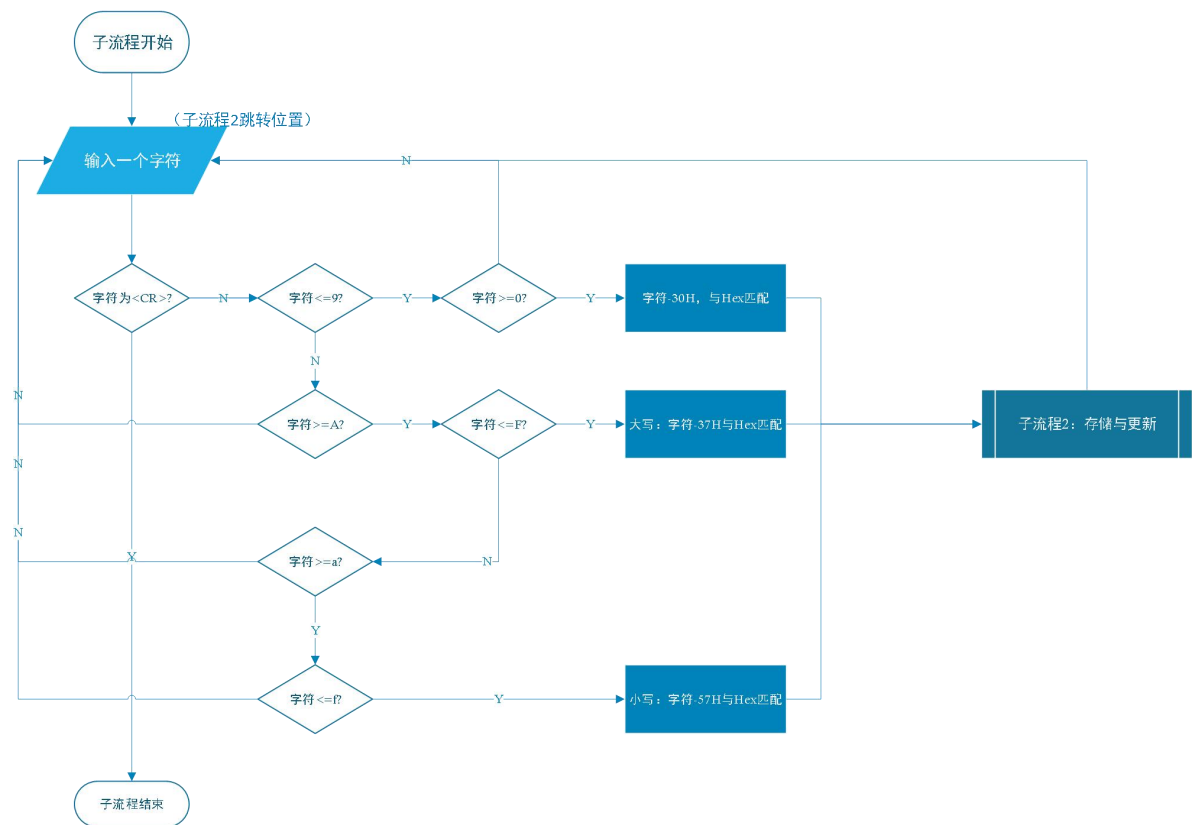 子流程开始
（子流程2跳转位置）
输入一个字符
N
字符为<CR>?
N
字符<=9?
Y
字符>=0?
Y
字符-30H，与Hex匹配
N
N
字符>=A?
Y
字符<=F?
Y
大写：字符-37H与Hex匹配
子流程2：存储与更新
N
N
Y
字符>=a?
N
Y
字符<=f?
Y
小写：字符-57H与Hex匹配
子流程结束